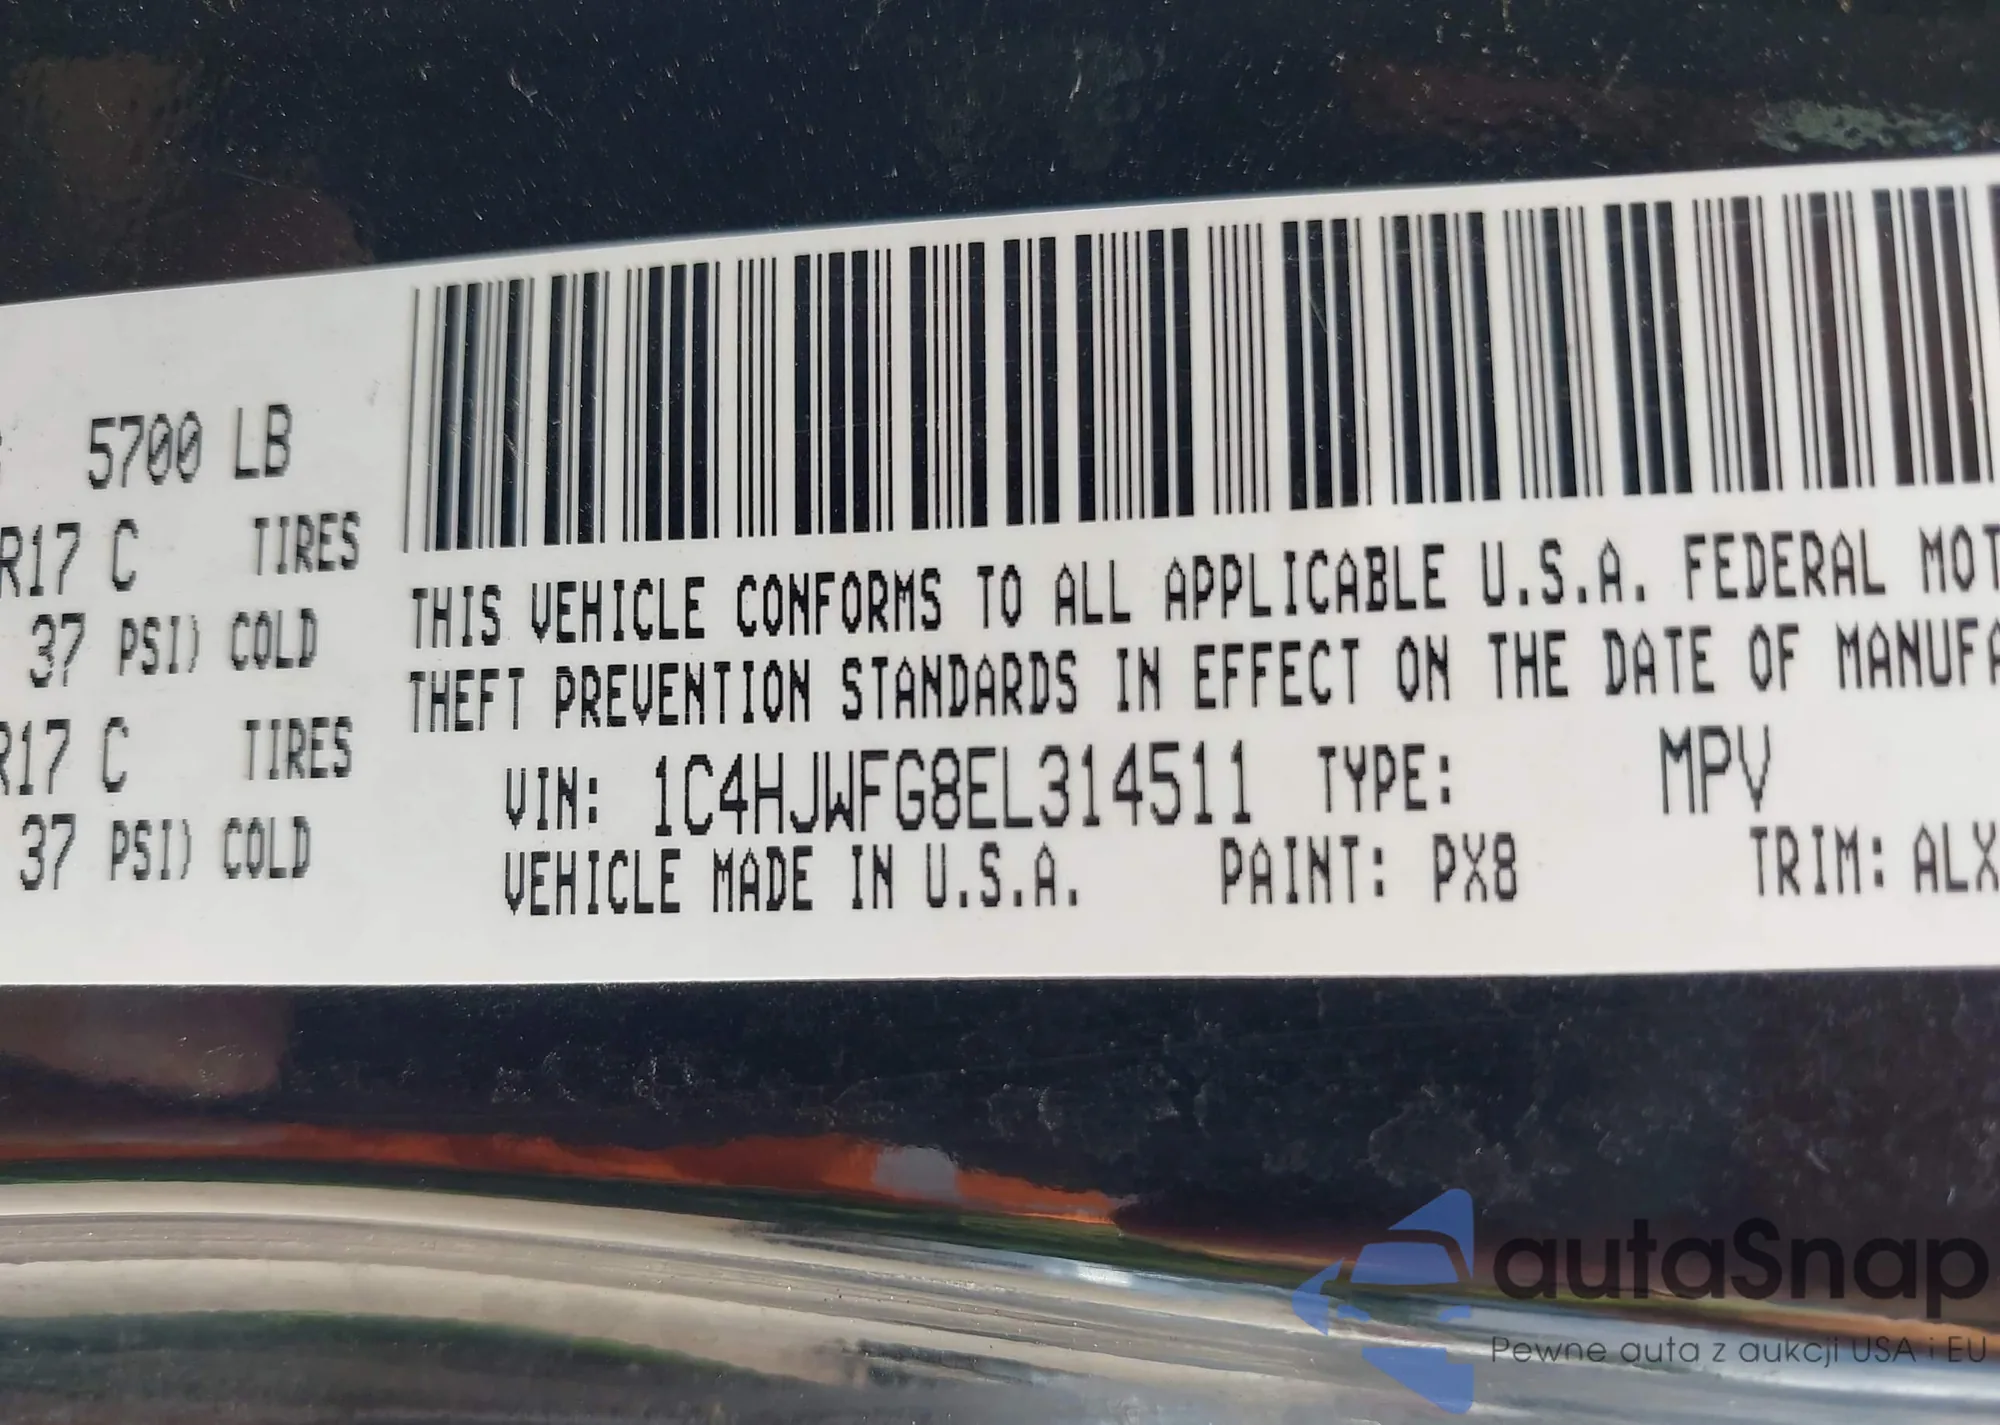 5700 LB
R17 C TIRES
37 PSI) COLD
R17 C TIRES
37 PSI) COLD
THIS VEHICLE CONFORMS TO ALL APPLICABLE U.S.A. FEDERAL MOT
THEFT PREVENTION STANDARDS IN EFFECT ON THE DATE OF MANUFA
VIN: 1C4HJWFG8EL314511 TYPE: MPV
VEHICLE MADE IN U.S.A. PAINT: PX8 TRIM: ALX
autaSnap
Pewne auta z aukcji USA i EU